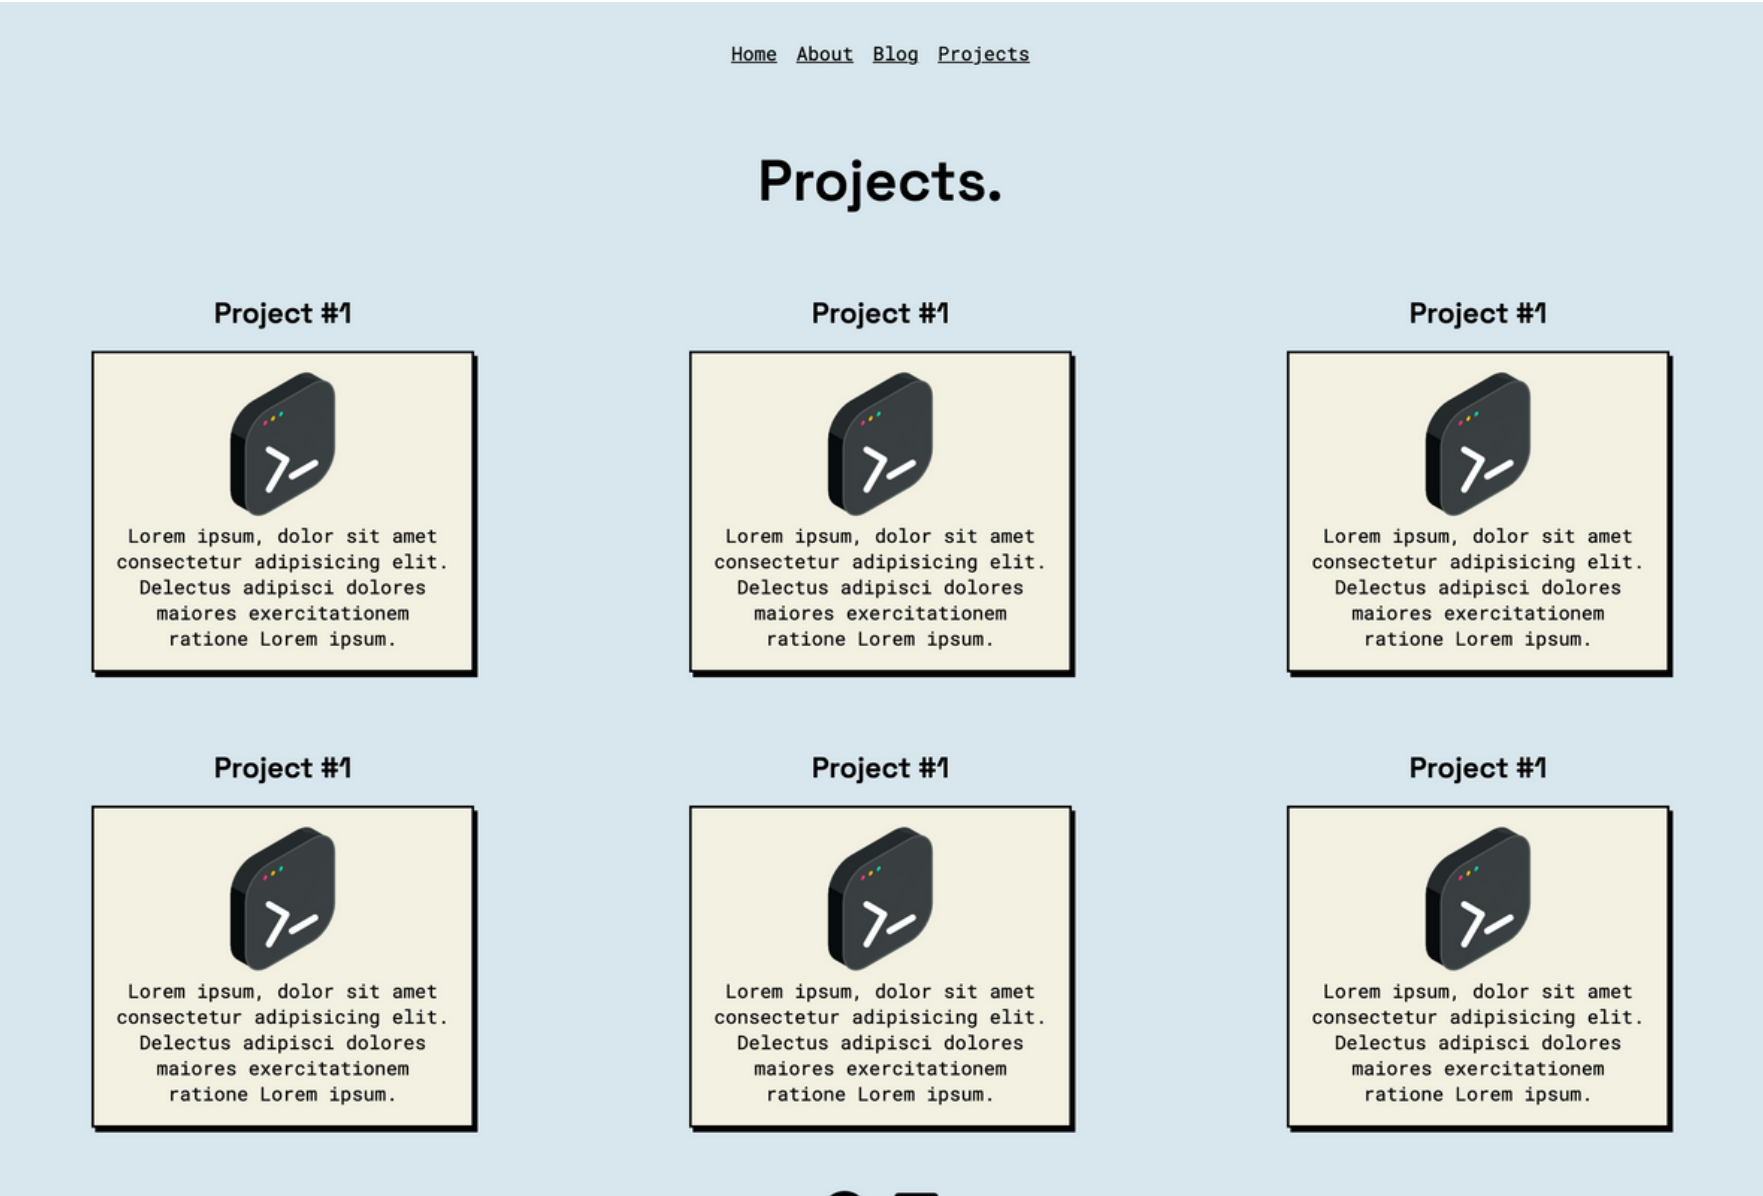 Home About Blog Projects
Projects.
Project #1
Lorem ipsum, dolor sit amet
consectetur adipisicing elit.
Delectus adipisci dolores
maiores exercitationem
ratione Lorem ipsum.
Project #1
Lorem ipsum, dolor sit amet
consectetur adipisicing elit.
Delectus adipisci dolores
maiores exercitationem
ratione Lorem ipsum.
Project #1
Lorem ipsum, dolor sit amet
consectetur adipisicing elit.
Delectus adipisci dolores
maiores exercitationem
ratione Lorem ipsum.
Project #1
Lorem ipsum, dolor sit amet
consectetur adipisicing elit.
Delectus adipisci dolores
maiores exercitationem
ratione Lorem ipsum.
Project #1
Lorem ipsum, dolor sit amet
consectetur adipisicing elit.
Delectus adipisci dolores
maiores exercitationem
ratione Lorem ipsum.
Project #1
Lorem ipsum, dolor sit amet
consectetur adipisicing elit.
Delectus adipisci dolores
maiores exercitationem
ratione Lorem ipsum.